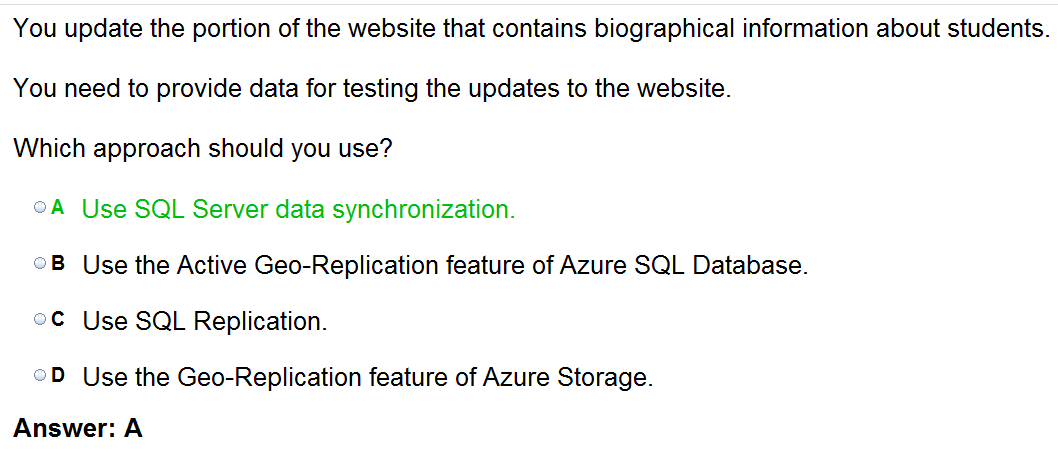 You update the portion of the website that contains biographical information about students.
You need to provide data for testing the updates to the website.
Which approach should you use?
A Use SQL Server data synchronization.
B Use the Active Geo-Replication feature of Azure SQL Database.
C Use SQL Replication.
D Use the Geo-Replication feature of Azure Storage.
Answer: A